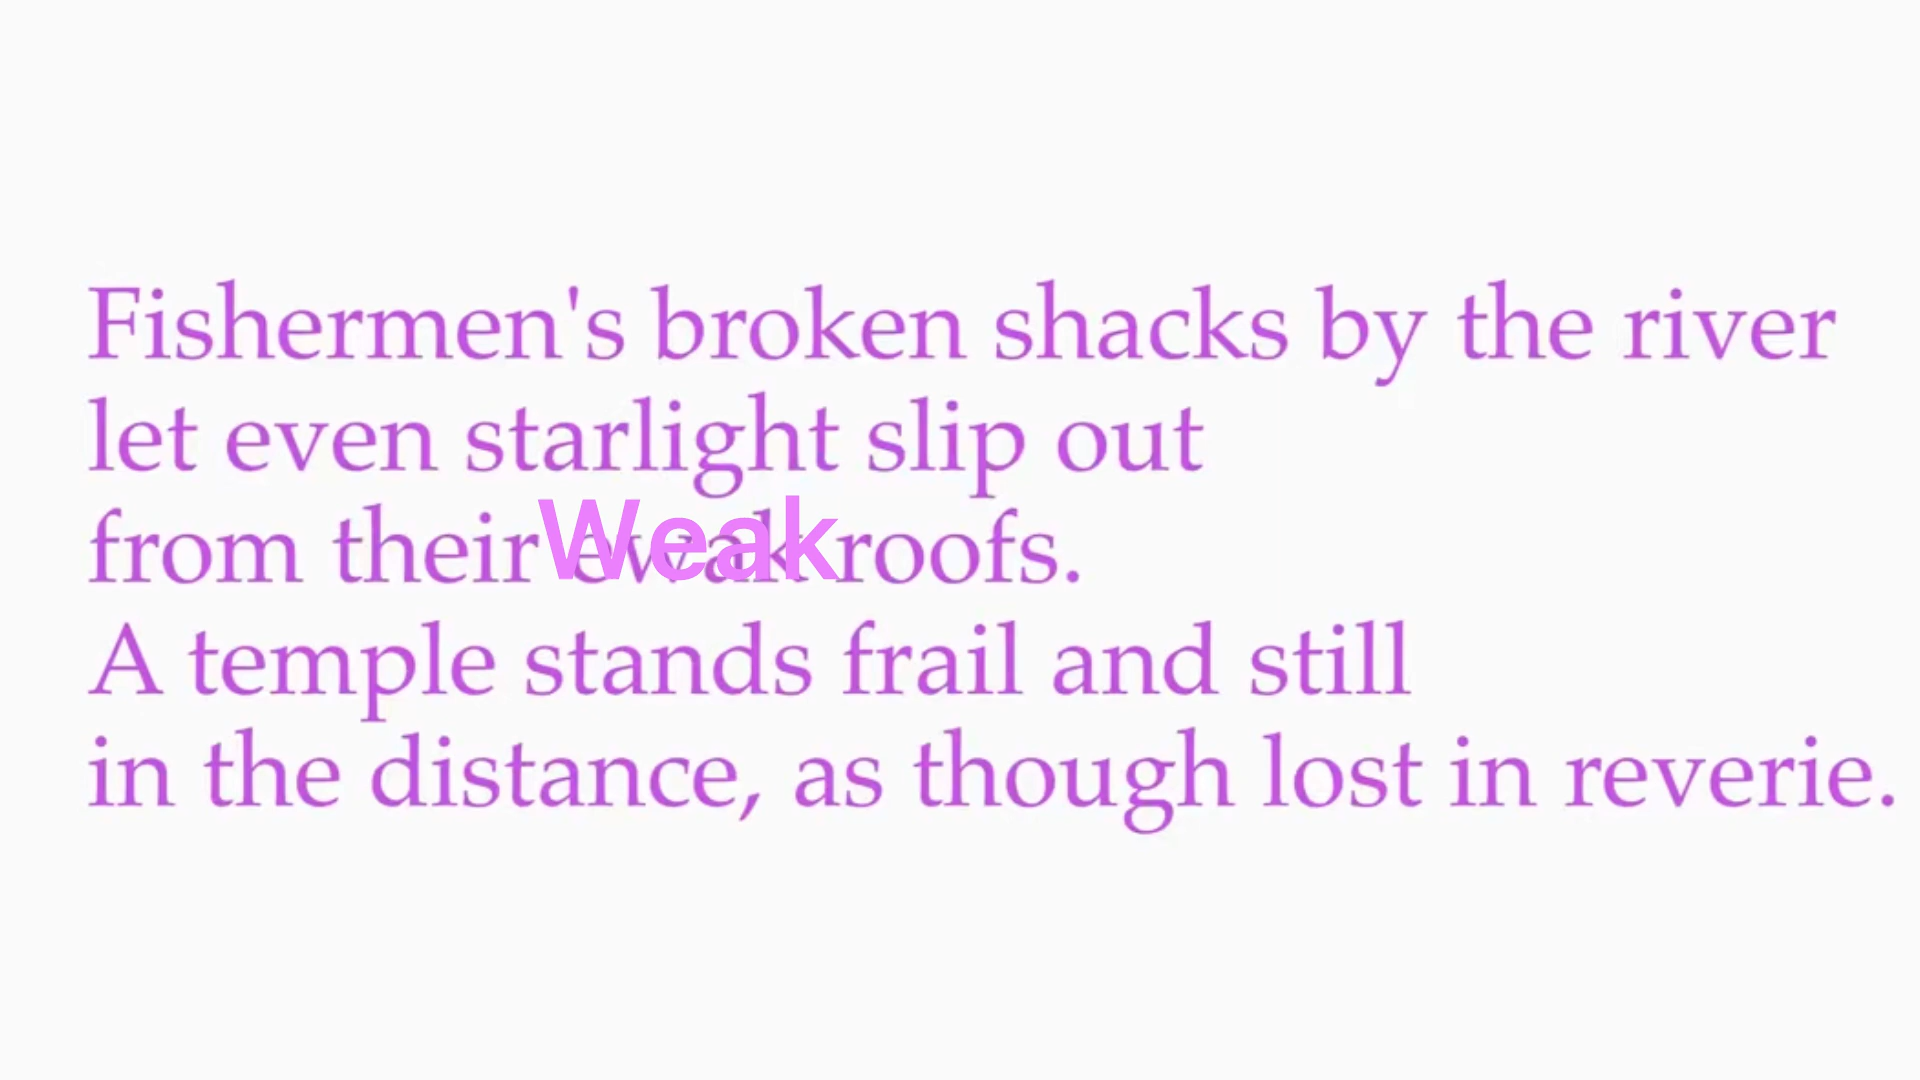 Fishermen's broken shacks by the river
let even starlight slip out
from their ewak Weak roofs.
A temple stands frail and still
in the distance, as though lost in reverie.